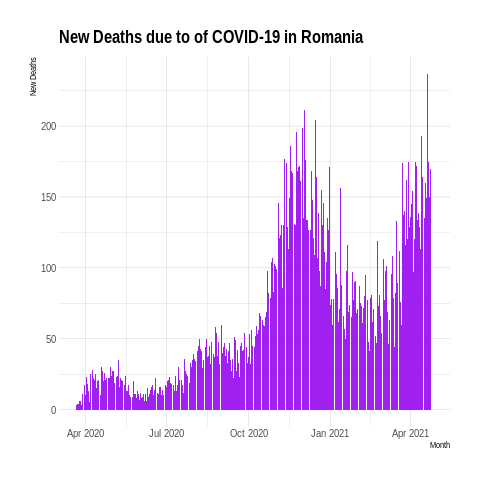 New Deaths due to of COVID-19 in Romania
New Deaths
200
150
100
50
0
Apr 2020 Jul 2020 Oct 2020 Jan 2021 Apr 2021
Month